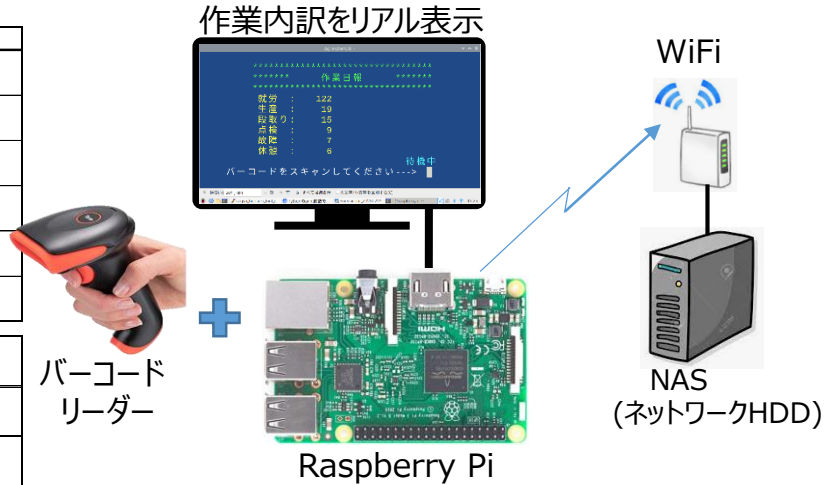 作業内訳をリアル表示
WiFi
*********************************
******* 作業日報 *******
*********************************
就労 : 122
生産 : 19
段取り: 15
点検 : 9
故障 : 7
休憩 : 6
待機中
バーコードをスキャンしてください--->
HDMI
バーコード
リーダー
NAS
(ネットワークHDD)
Raspberry Pi